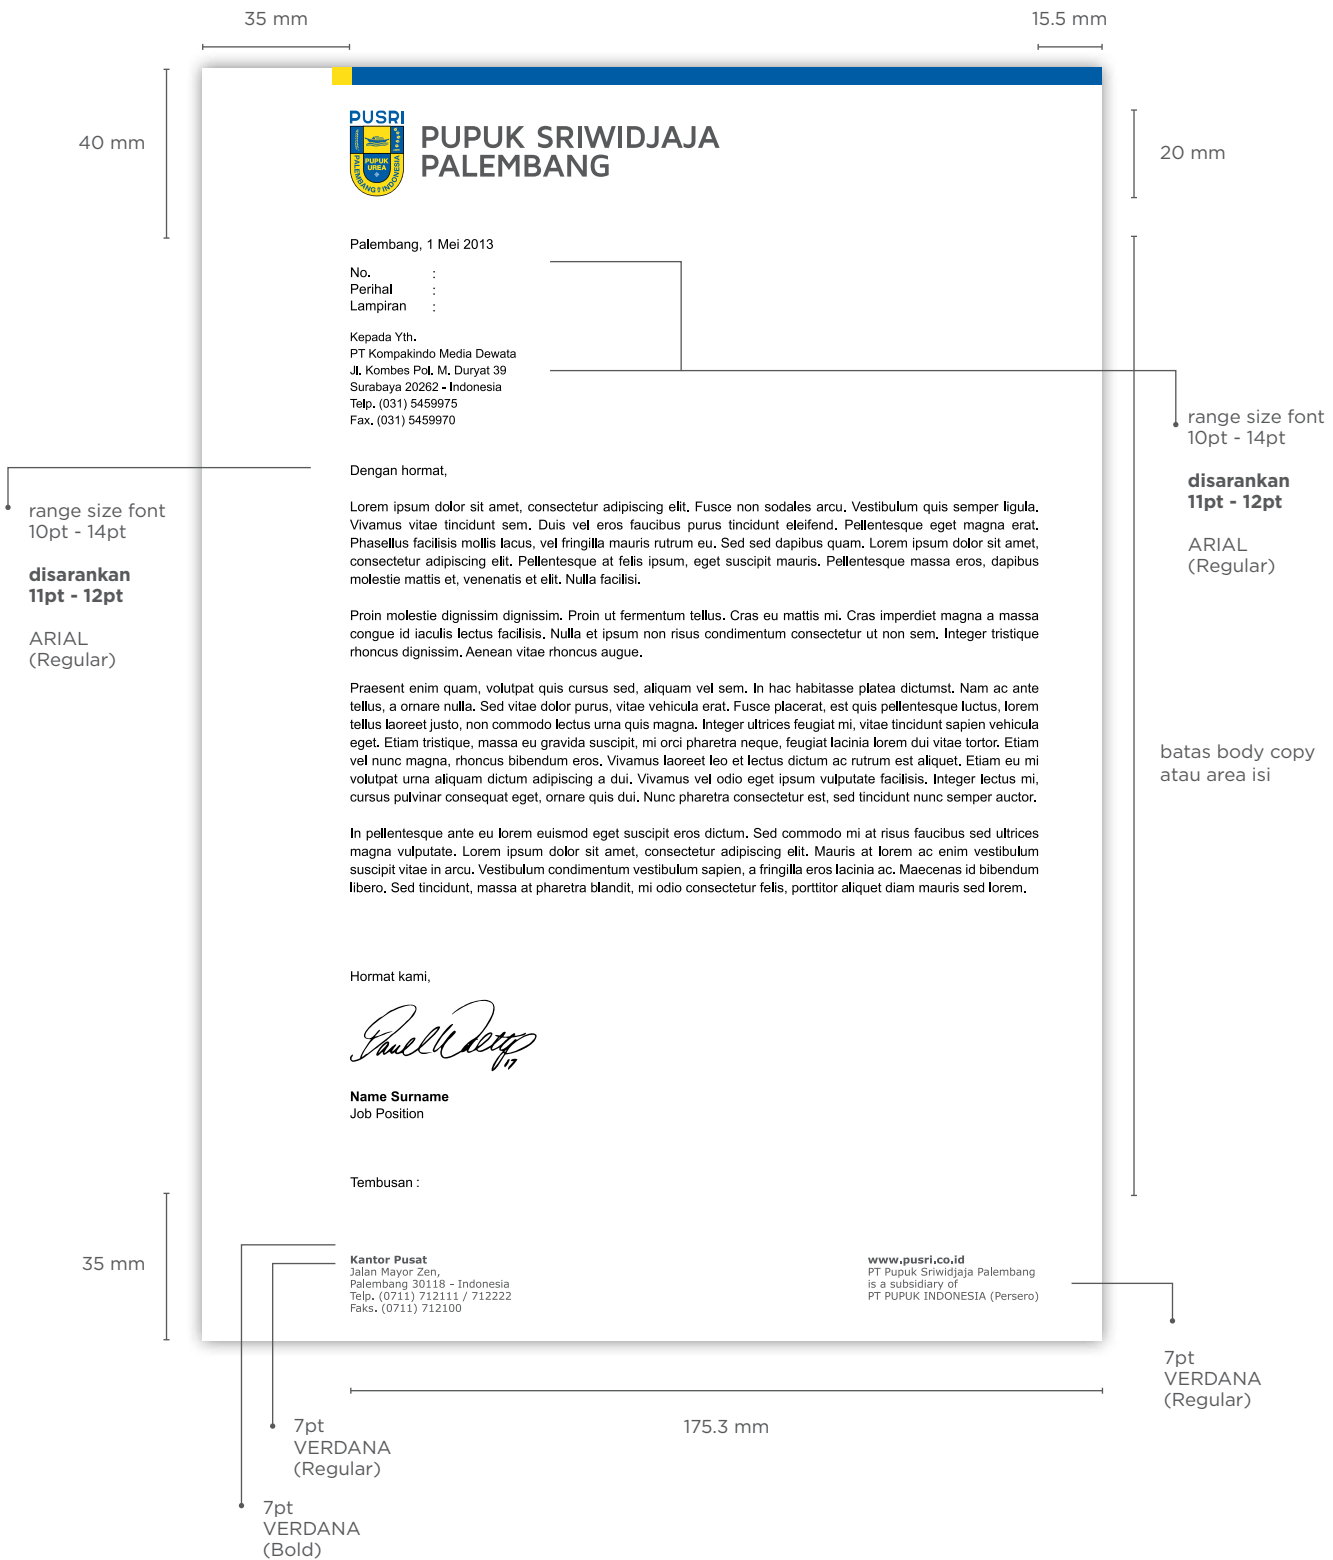 35 mm
15.5 mm
40 mm
20 mm
PUSRI
PUPUK
UREA
PALEMBANG INDONESIA
PUPUK SRIWIDJAJA
PALEMBANG
Palembang, 1 Mei 2013
No. :
Perihal :
Lampiran :
Kepada Yth.
PT Kompakindo Media Dewata
Jl. Kombes Pol. M. Duryat 39
Surabaya 20262 - Indonesia
Telp. (031) 5459975
Fax. (031) 5459970
range size font
10pt - 14pt
disarankan
11pt - 12pt
ARIAL
(Regular)
range size font
10pt - 14pt
disarankan
11pt - 12pt
ARIAL
(Regular)
Dengan hormat,
Lorem ipsum dolor sit amet, consectetur adipiscing elit. Fusce non sodales arcu. Vestibulum quis semper ligula.
Vivamus vitae tincidunt sem. Duis vel eros faucibus purus tincidunt eleifend. Pellentesque eget magna erat.
Phasellus facilisis mollis lacus, vel fringilla mauris rutrum eu. Sed sed dapibus quam. Lorem ipsum dolor sit amet,
consectetur adipiscing elit. Pellentesque at felis ipsum, eget suscipit mauris. Pellentesque massa eros, dapibus
molestie mattis et, venenatis et elit. Nulla facilisi.
Proin molestie dignissim dignissim. Proin ut fermentum tellus. Cras eu mattis mi. Cras imperdiet magna a massa
congue id iaculis lectus facilisis. Nulla et ipsum non risus condimentum consectetur ut non sem. Integer tristique
rhoncus dignissim. Aenean vitae rhoncus augue.
Praesent enim quam, volutpat quis cursus sed, aliquam vel sem. In hac habitasse platea dictumst. Nam ac ante
tellus, a ornare nulla. Sed vitae dolor purus, vitae vehicula erat. Fusce placerat, est quis pellentesque luctus, lorem
tellus laoreet justo, non commodo lectus urna quis magna. Integer ultrices feugiat mi, vitae tincidunt sapien vehicula
eget. Etiam tristique, massa eu gravida suscipit, mi orci pharetra neque, feugiat lacinia lorem dui vitae tortor. Etiam
vel nunc magna, rhoncus bibendum eros. Vivamus laoreet leo et lectus dictum ac rutrum est aliquet. Etiam eu mi
volutpat urna aliquam dictum adipiscing a dui. Vivamus vel odio eget ipsum vulputate facilisis. Integer lectus mi,
cursus pulvinar consequat eget, ornare quis dui. Nunc pharetra consectetur est, sed tincidunt nunc semper auctor.
In pellentesque ante eu lorem euismod eget suscipit eros dictum. Sed commodo mi at risus faucibus sed ultrices
magna vulputate. Lorem ipsum dolor sit amet, consectetur adipiscing elit. Mauris at lorem ac enim vestibulum
suscipit vitae in arcu. Vestibulum condimentum vestibulum sapien, a fringilla eros lacinia ac. Maecenas id bibendum
libero. Sed tincidunt, massa at pharetra blandit, mi odio consectetur felis, porttitor aliquet diam mauris sed lorem.
batas body copy
atau area isi
Hormat kami,
17
Name Surname
Job Position
Tembusan :
35 mm
Kantor Pusat
Jalan Mayor Zen,
Palembang 30118 - Indonesia
Telp. (0711) 712111 / 712222
Faks. (0711) 712100
www.pusri.co.id
PT Pupuk Sriwidjaja Palembang
is a subsidiary of
PT PUPUK INDONESIA (Persero)
7pt
VERDANA
(Regular)
175.3 mm
7pt
VERDANA
(Regular)
7pt
VERDANA
(Bold)